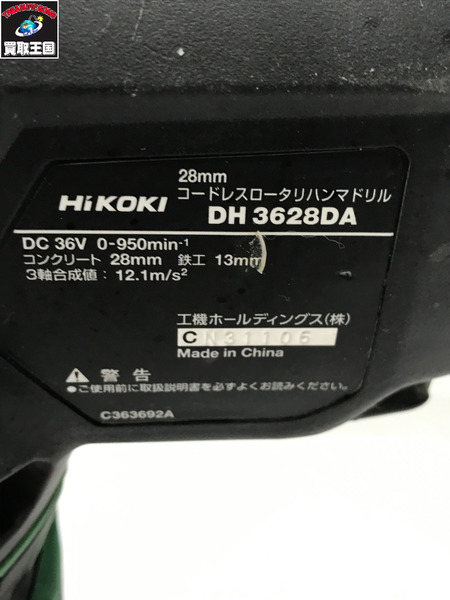 TREASURE KINGDOM
買取王国
28mm
コードレスロータリハンマドリル
HiKOKI DH 3628DA
DC 36V 0-950min-1
コンクリート 28mm 鉄工 13mm
3軸合成値：12.1m/s2
工機ホールディングス(株)
C N31106
Made in China
警告
●ご使用前に取扱説明書を必ずよくお読みください。
C363692A